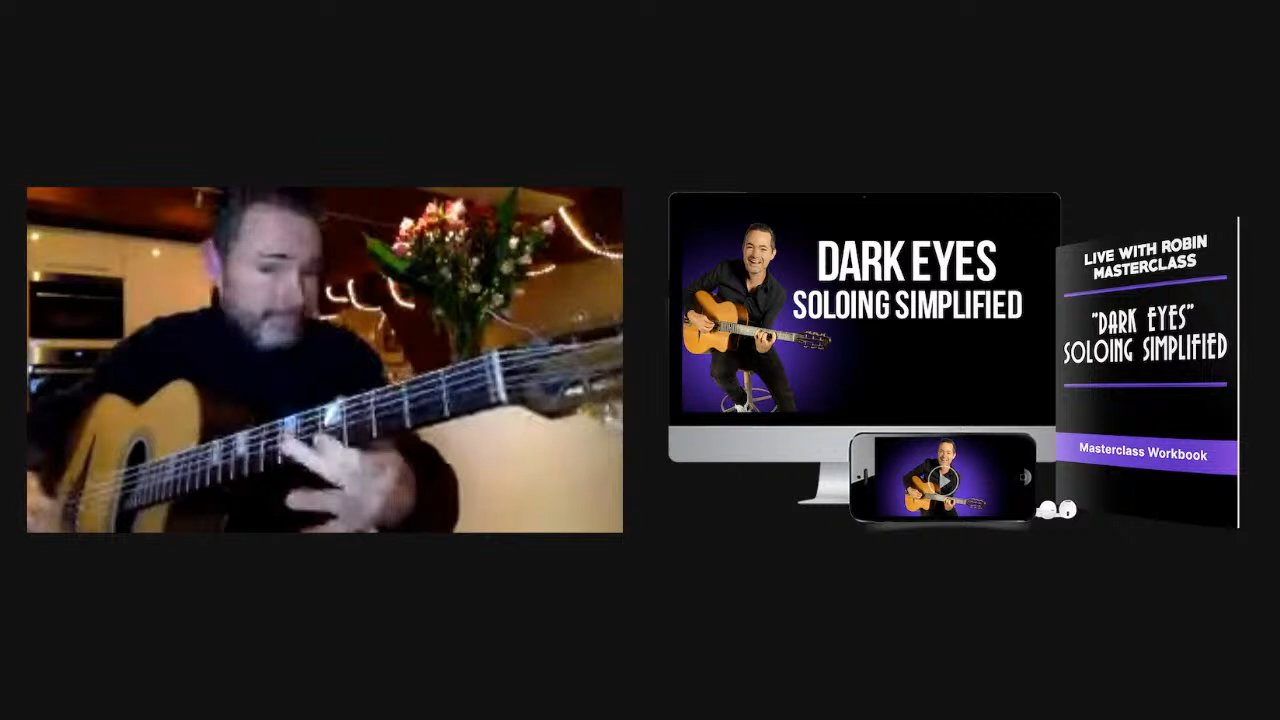 DARK EYES
SOLOING SIMPLIFIED
LIVE WITH ROBIN
MASTERCLASS
"DARK EYES"
SOLOING SIMPLIFIED
Masterclass Workbook